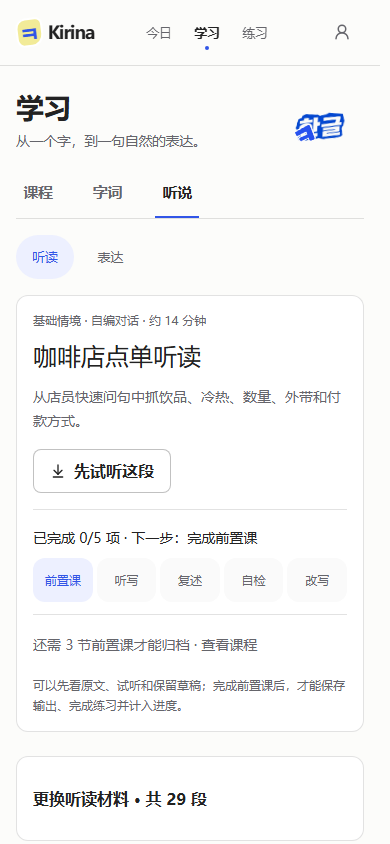 Kirina
今日 学习 练习
学习
从一个字，到一句自然的表达。
한글
课程 字词 听说
听读 表达
基础情境 · 自编对话 · 约 14 分钟
咖啡店点单听读
从店员快速问句中抓饮品、冷热、数量、外带和付
款方式。
先试听这段
已完成 0/5 项 · 下一步：完成前置课
前置课 听写 复述 自检 改写
还需 3 节前置课才能归档 · 查看课程
可以先看原文、试听和保留草稿；完成前置课后，才能保存
输出、完成练习并计入进度。
更换听读材料 • 共 29 段